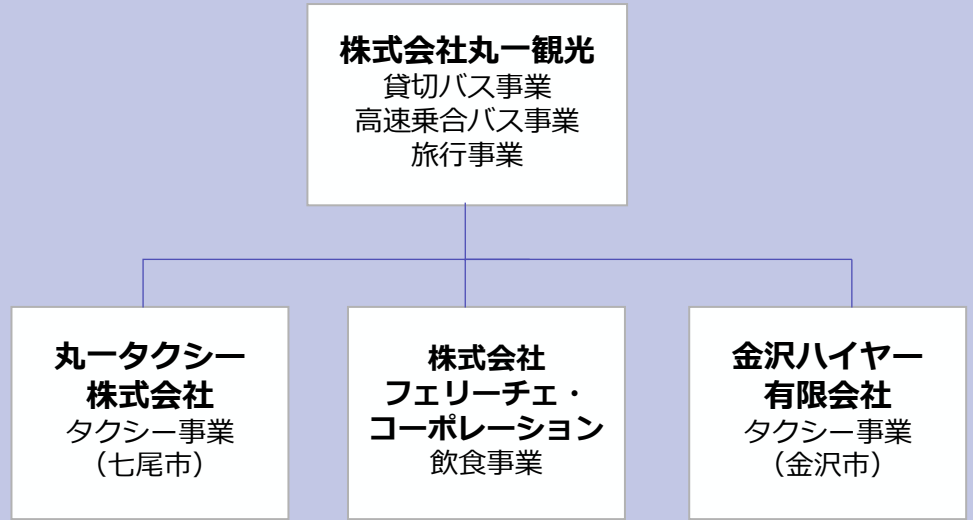 株式会社丸一観光
貸切バス事業
高速乗合バス事業
旅行事業
丸一タクシー
株式会社
タクシー事業
（七尾市）
株式会社
フェリーチェ・
コーポレーション
飲食事業
金沢ハイヤー
有限会社
タクシー事業
（金沢市）